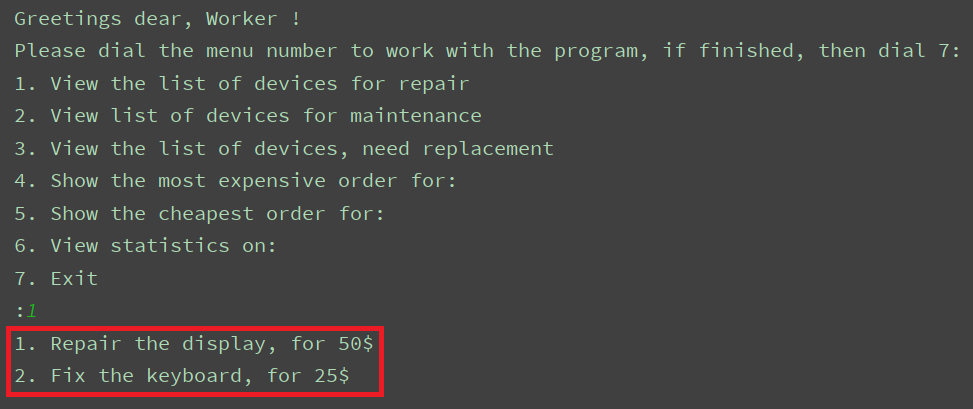 Greetings dear, Worker !
Please dial the menu number to work with the program, if finished, then dial 7:
1. View the list of devices for repair
2. View list of devices for maintenance
3. View the list of devices, need replacement
4. Show the most expensive order for:
5. Show the cheapest order for:
6. View statistics on:
7. Exit
:1
1. Repair the display, for 50$
2. Fix the keyboard, for 25$